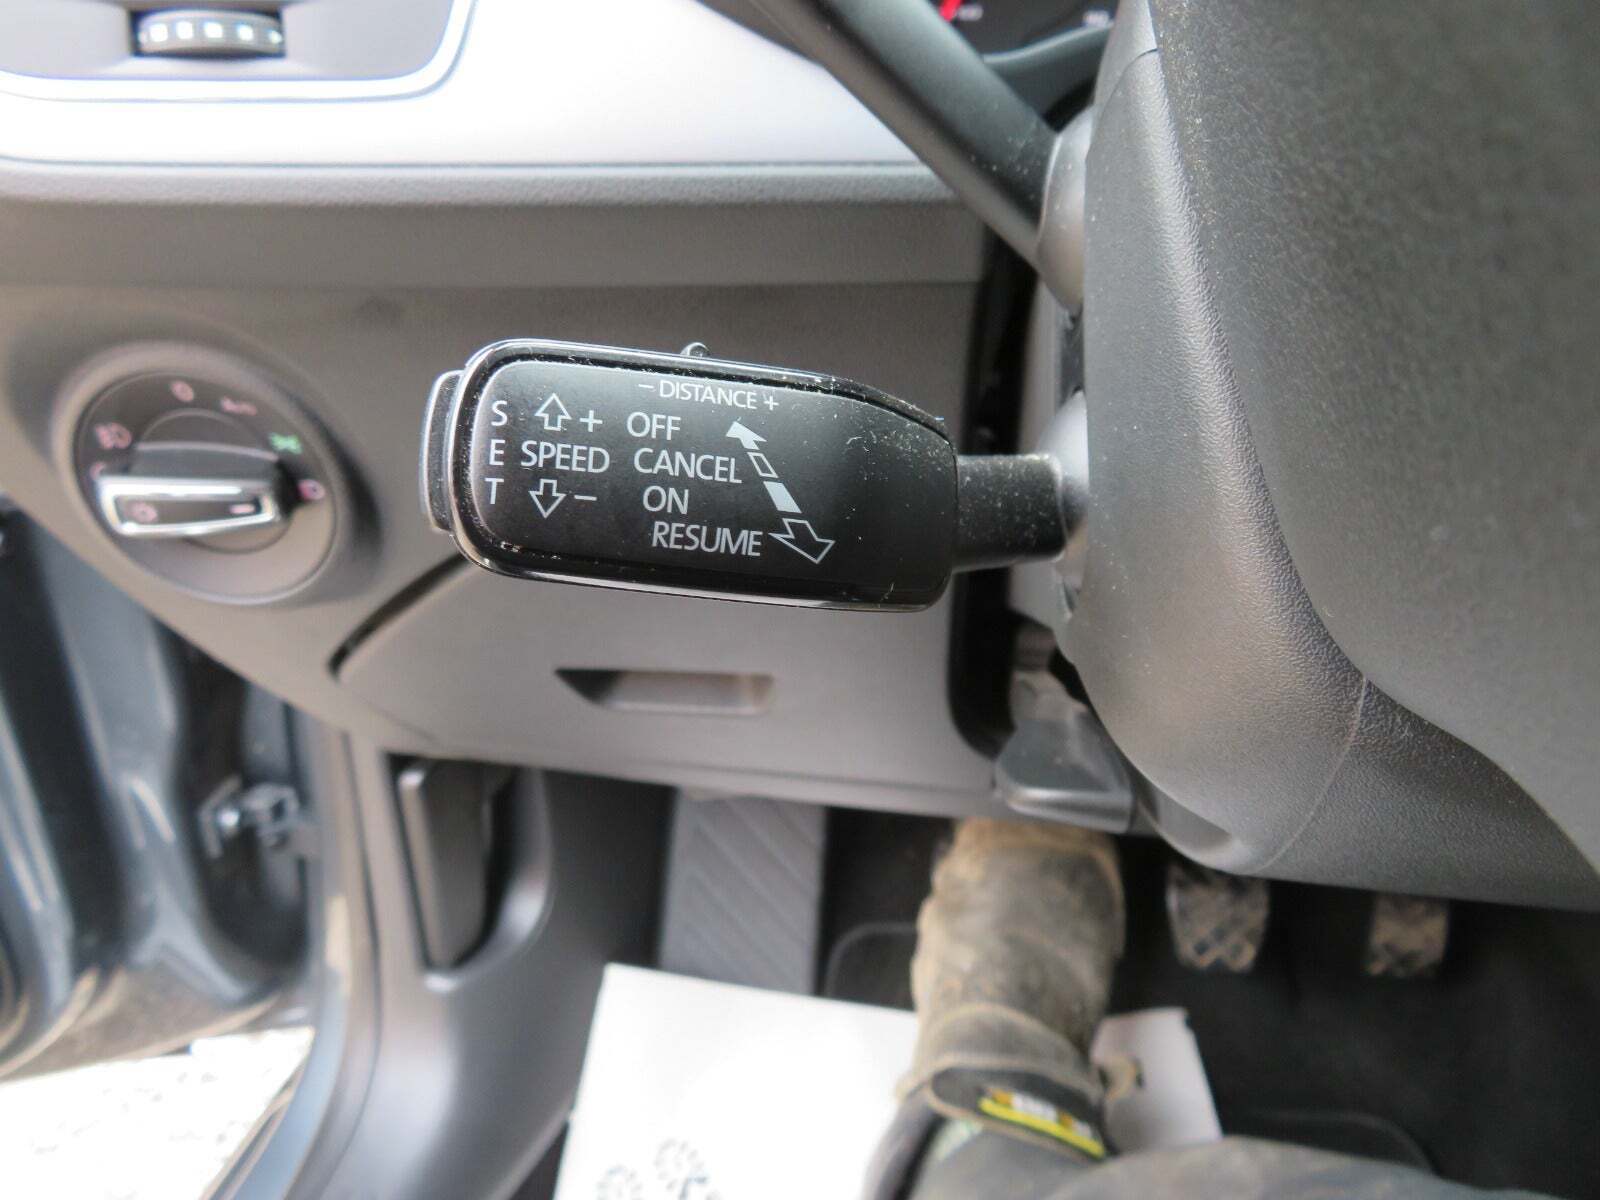 - DISTANCE +
S + OFF
E SPEED CANCEL
T - ON
RESUME